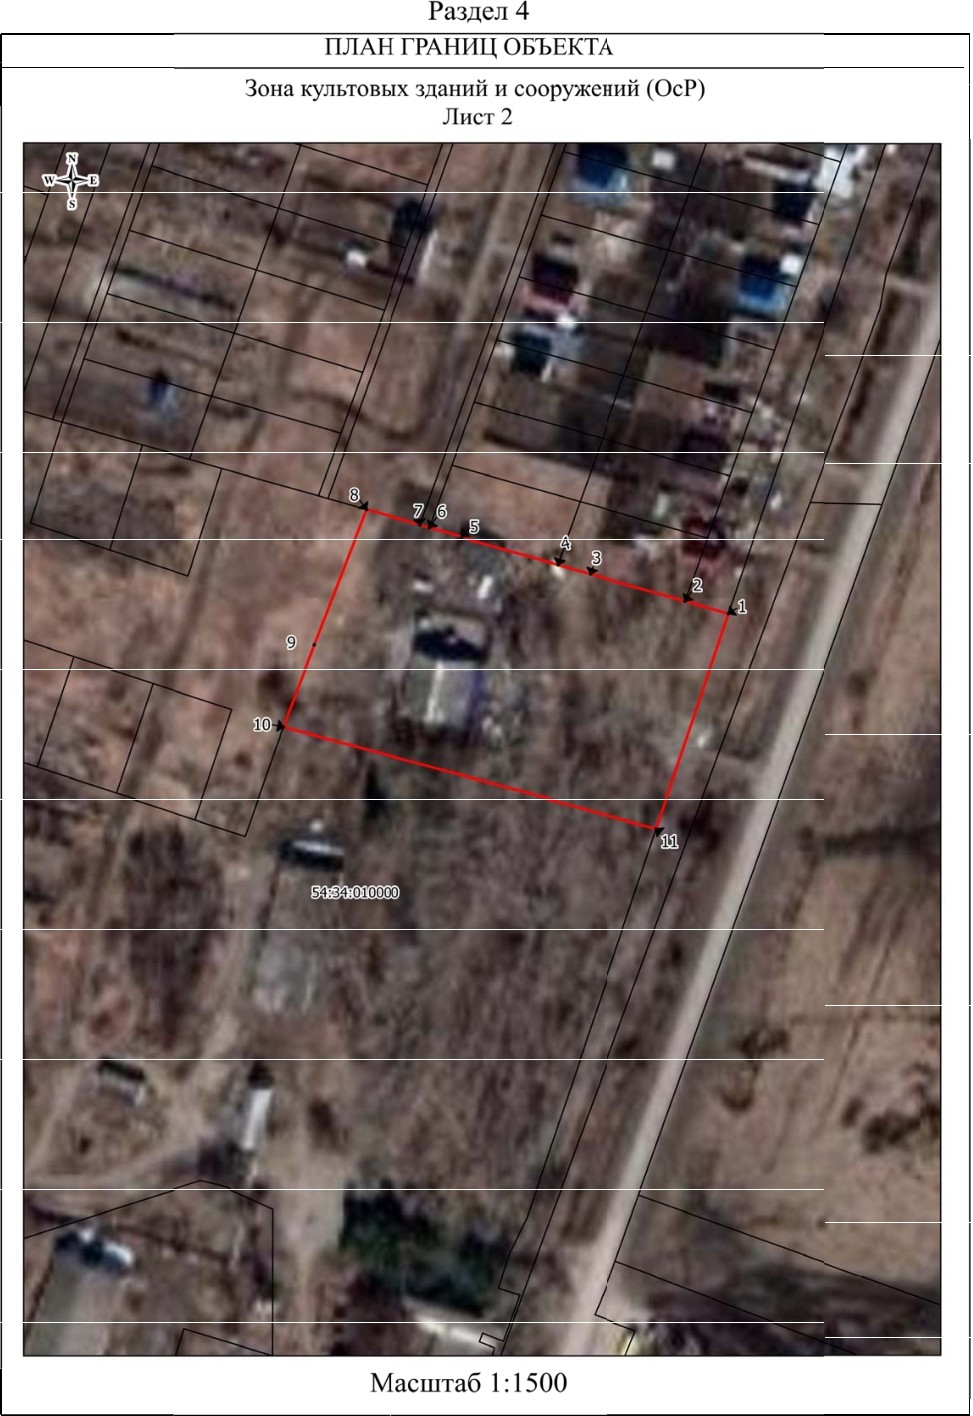 Раздел 4
ПЛАН ГРАНИЦ ОБЪЕКТА
Зона культовых зданий и сооружений (ОсР)
Лист 2
N
W E
S
8
7 6
5
4
3
2
1
9
10
11
54:34:010000
Масштаб 1:1500